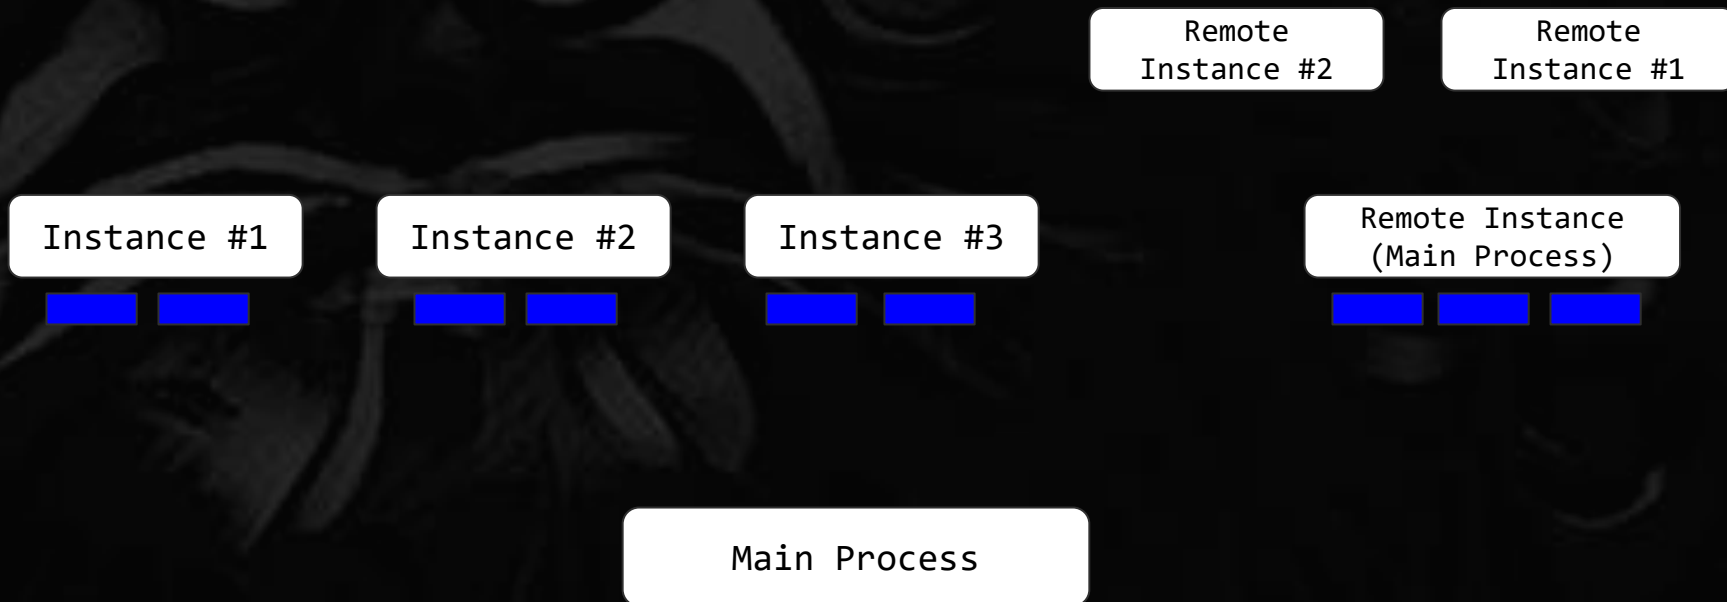 Remote
Instance #2
Remote
Instance #1
Instance #1
Instance #2
Instance #3
Remote Instance
(Main Process)
Main Process